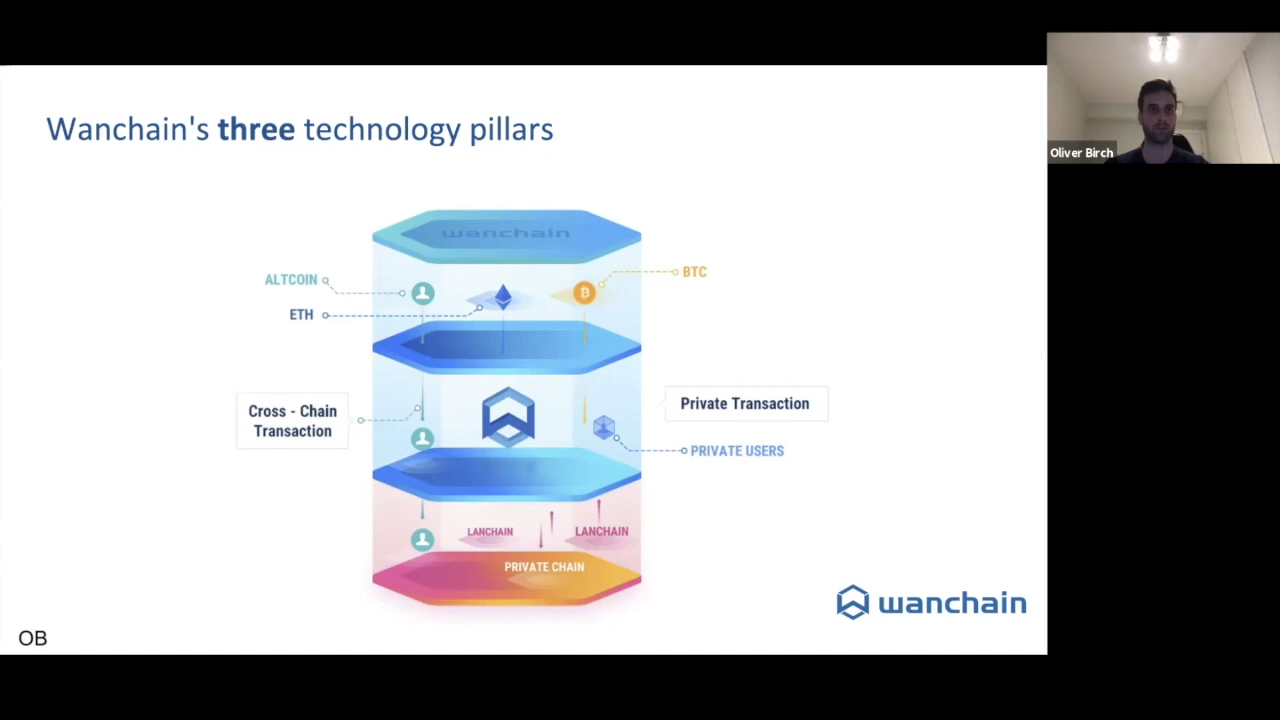 Wanchain's three technology pillars
Oliver Birch
wanchain
ALTCOIN
BTC
ETH
Cross - Chain
Transaction
Private Transaction
PRIVATE USERS
LANCHAIN
LANCHAIN
PRIVATE CHAIN
wanchain
OB